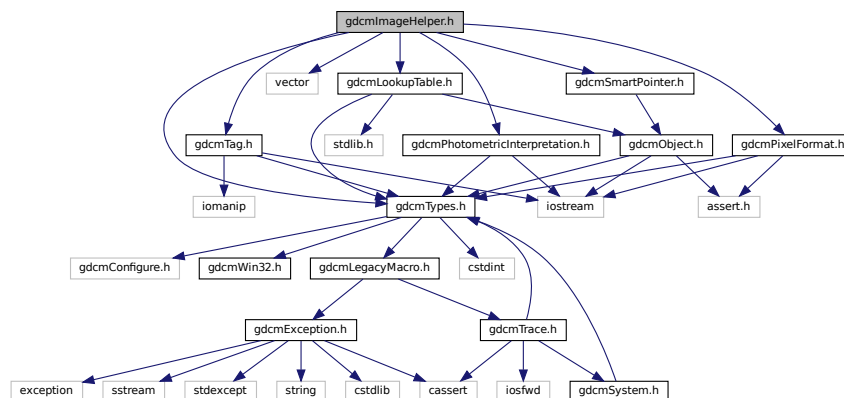 gdcmImageHelper.h
vector
gdcmLookupTable.h
gdcmSmartPointer.h
gdcmTag.h
stdlib.h
gdcmPhotometricInterpretation.h
gdcmObject.h
gdcmPixelFormat.h
iomanip
gdcmTypes.h
iostream
assert.h
gdcmConfigure.h
gdcmWin32.h
gdcmLegacyMacro.h
cstdint
gdcmException.h
gdcmTrace.h
exception
sstream
stdexcept
string
cstdlib
cassert
iosfwd
gdcmSystem.h